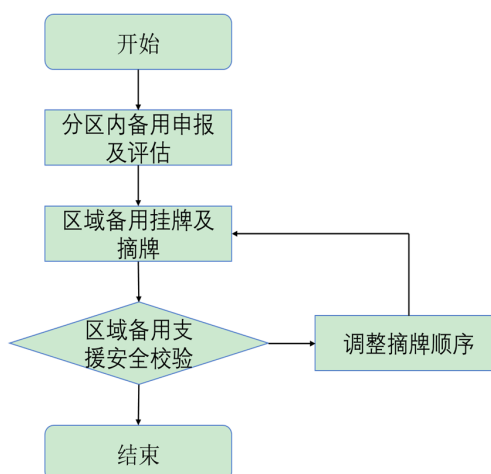 开始
分区内备用申报
及评估
区域备用挂牌及
摘牌
区域备用支
援安全校验
调整摘牌顺序
结束